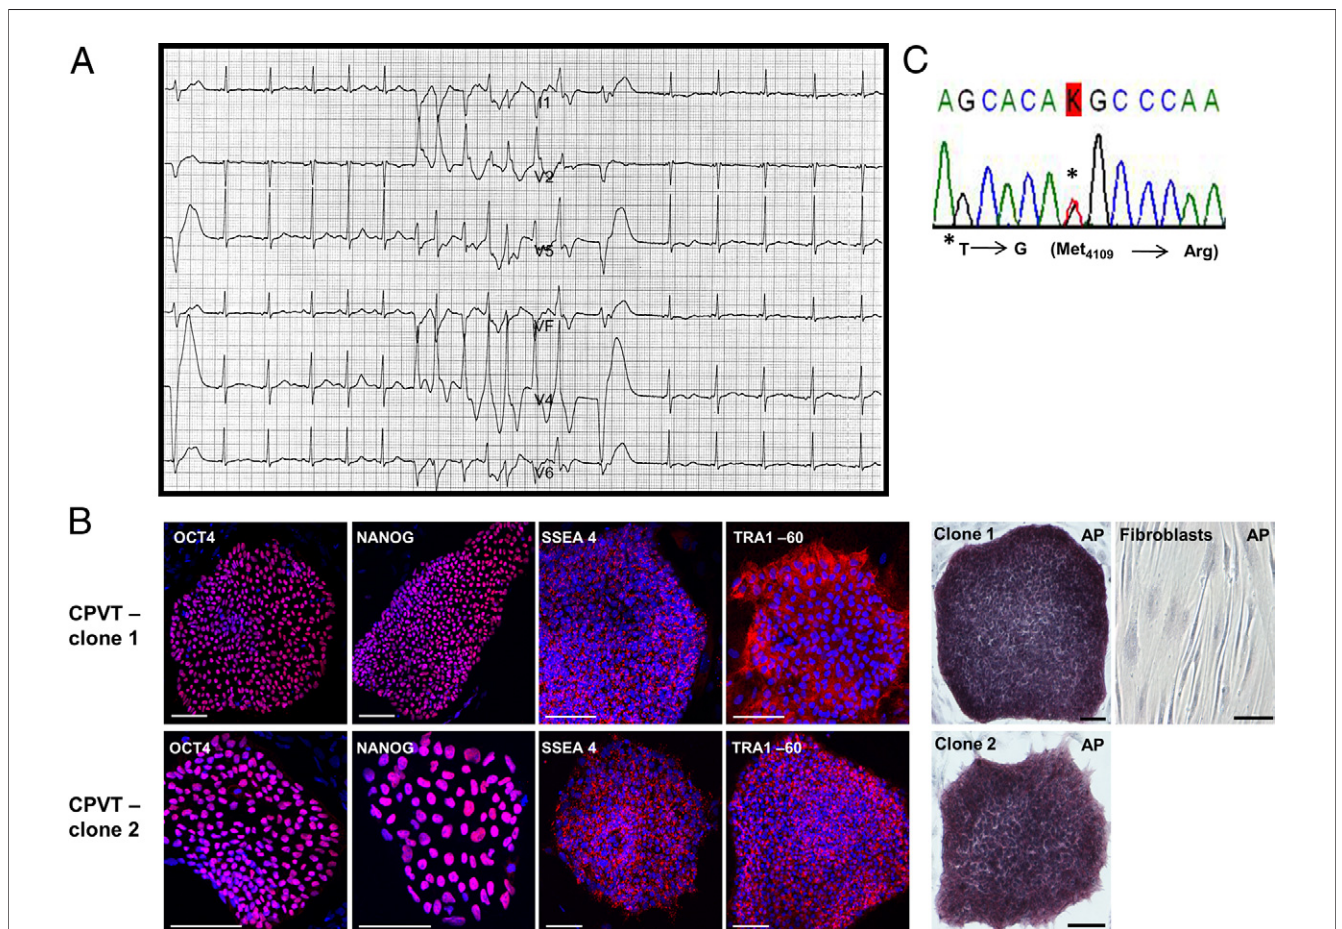 A
I1
V2
V5
VF
V4
V6
C
AGCACAKGCCCAA
*
* T → G (Met4109 → Arg)
B
CPVT –
clone 1
OCT4
NANOG
SSEA 4
TRA1 –60
Clone 1 AP
Fibroblasts AP
CPVT –
clone 2
OCT4
NANOG
SSEA 4
TRA1 –60
Clone 2 AP